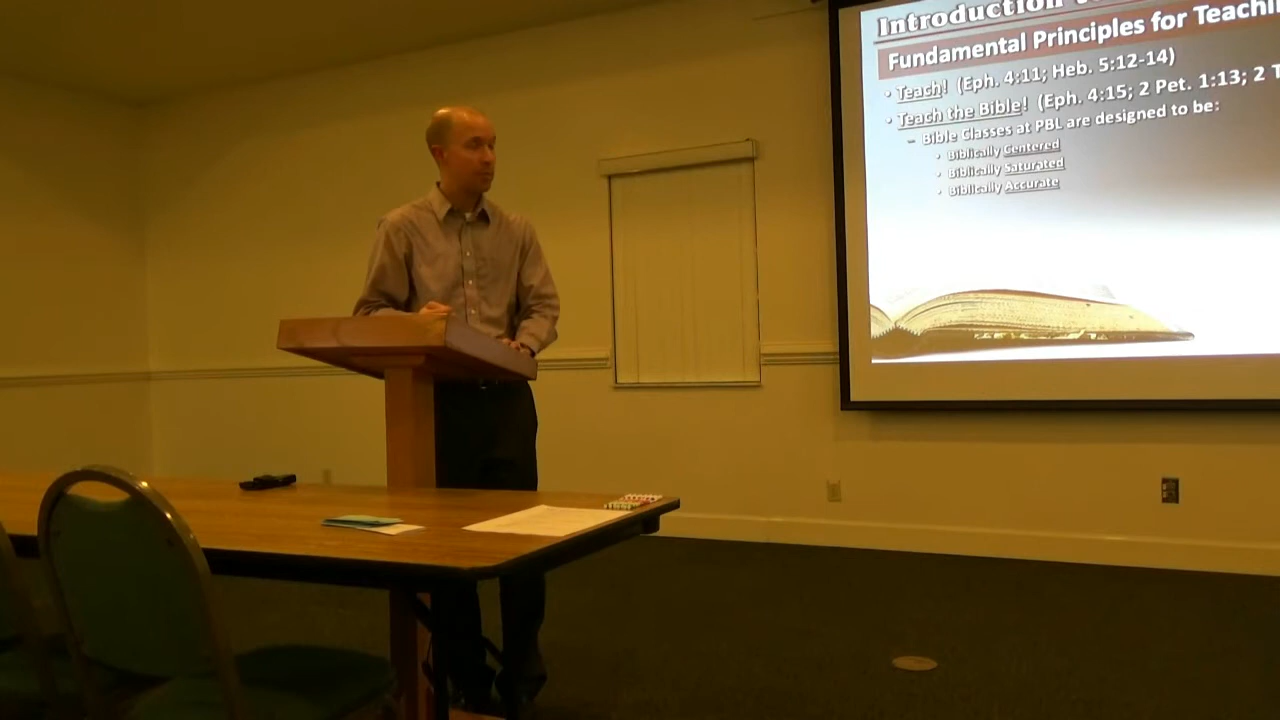 Introduction
Fundamental Principles for
• Teach! (Eph. 4:11; Heb. 5:12-14)
• Teach the Bible! (Eph. 4:15; 2 Pet. 1:13; 2
– Bible Classes at PBL are designed to be:
• Biblically Centered
• Biblically Saturated
• Biblically Accurate